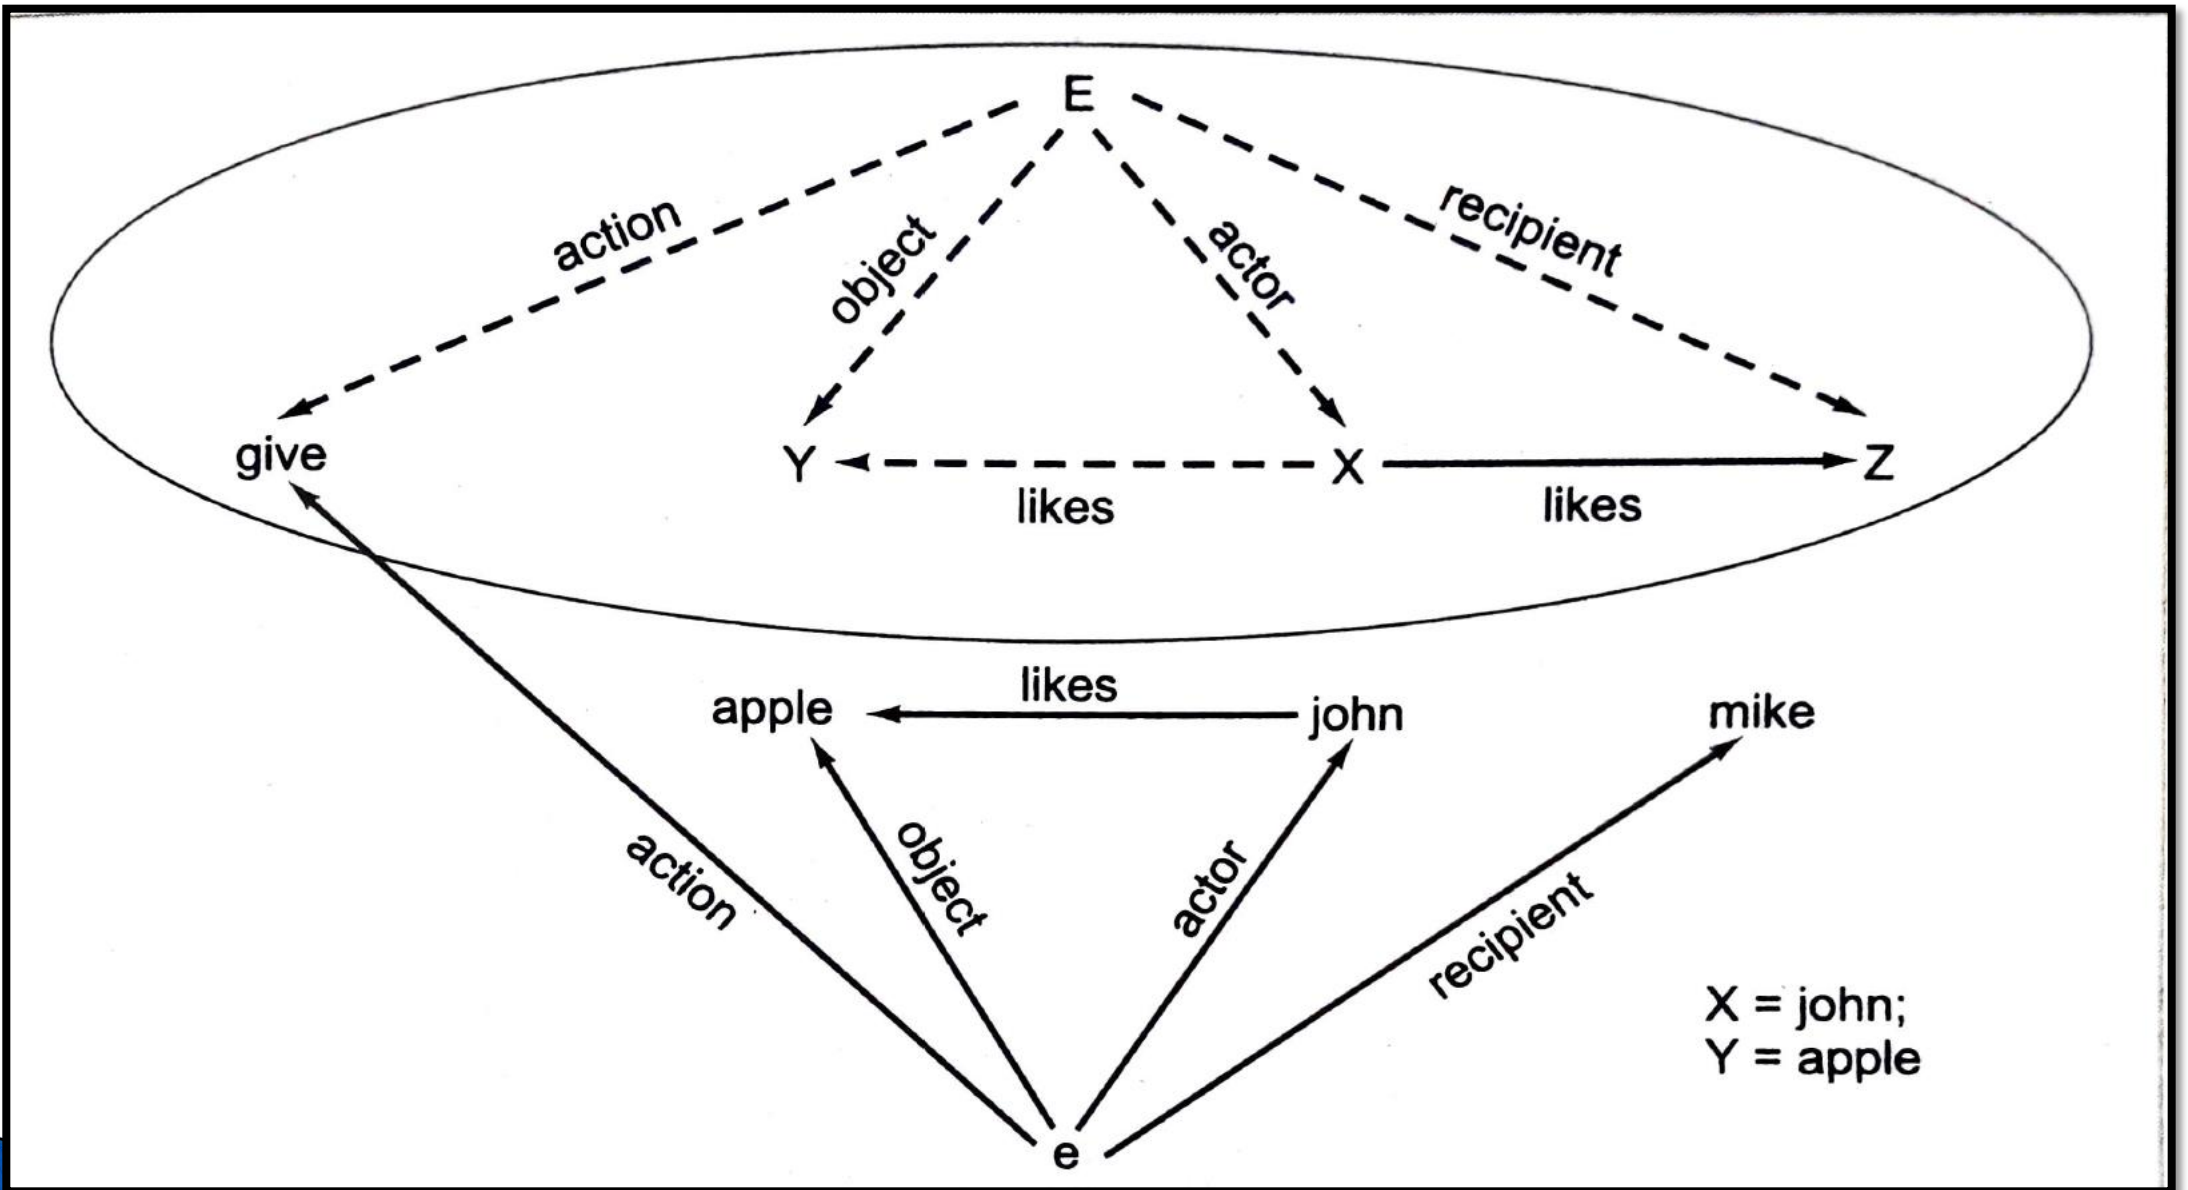 E
action
object
actor
recipient
give
Y
X
Z
likes
likes
likes
apple
john
mike
action
object
actor
recipient
X = john;
Y = apple
e